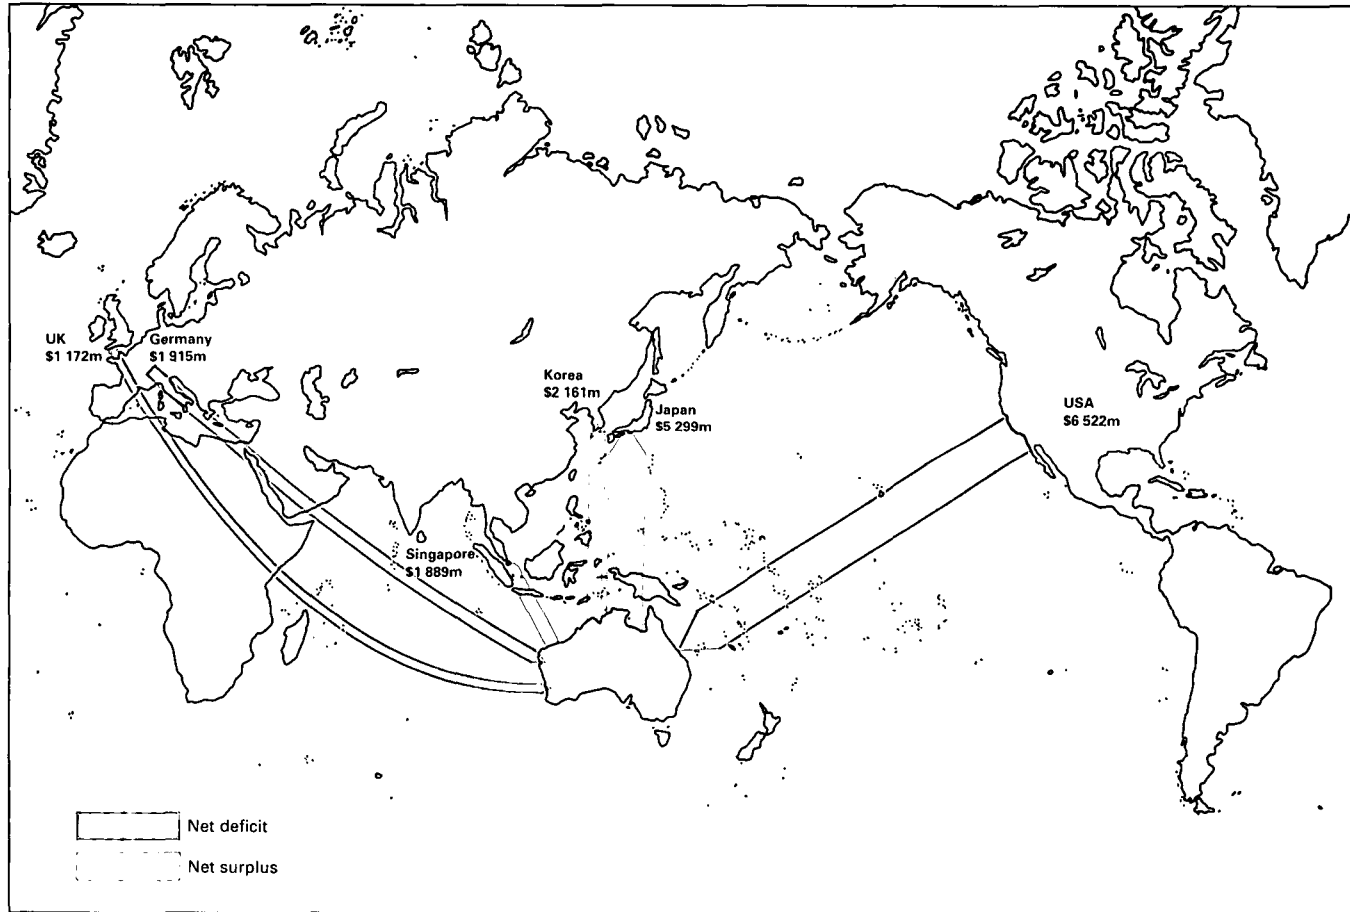 UK
$1 172m
Germany
$1 915m
Korea
$2 161m
Japan
$5 299m
USA
$6 522m
Singapore
$1 889m
Net deficit
Net surplus